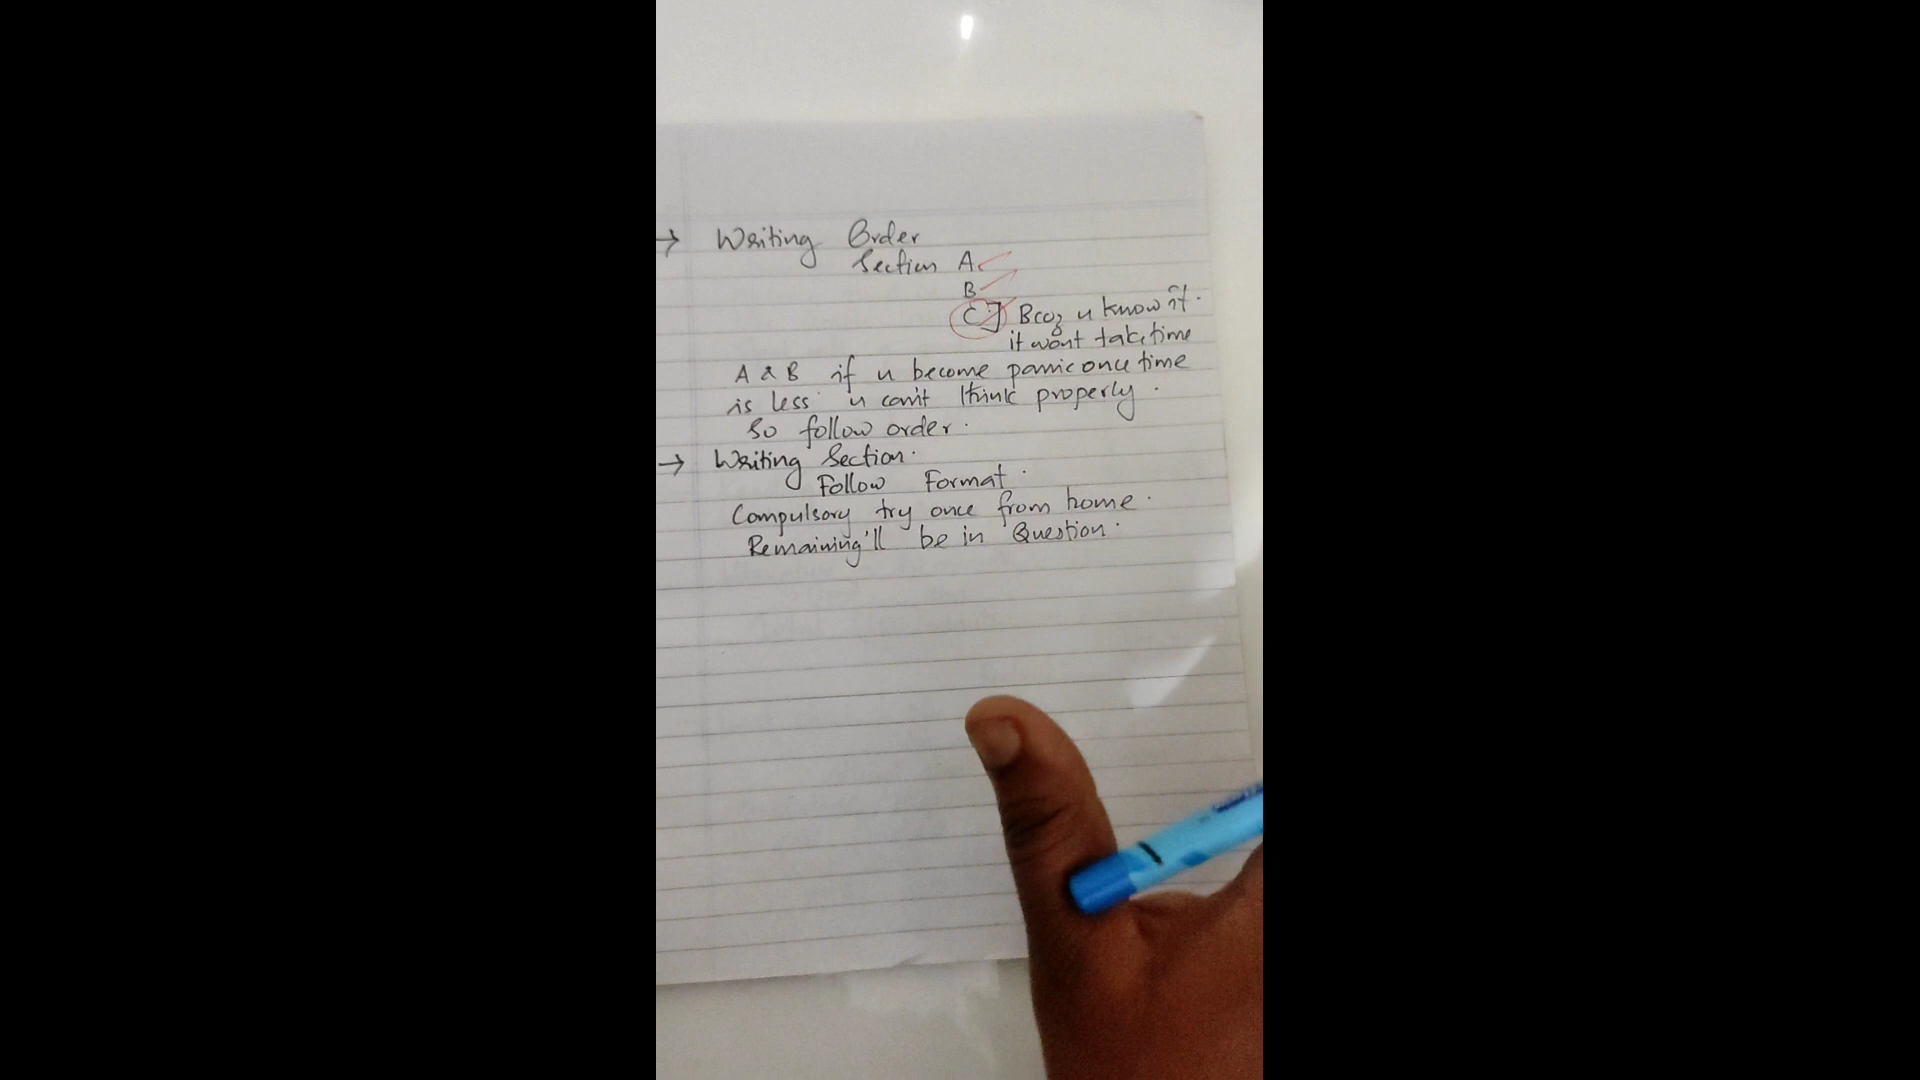 → Writing Order
Section A
B
C] Bcoz u know it.
it wont take time
A & B if u become panic once time
is less u can't think properly.
So follow order.
→ Writing Section.
Follow Format.
Compulsory try once from home.
Remaining'll be in Question.